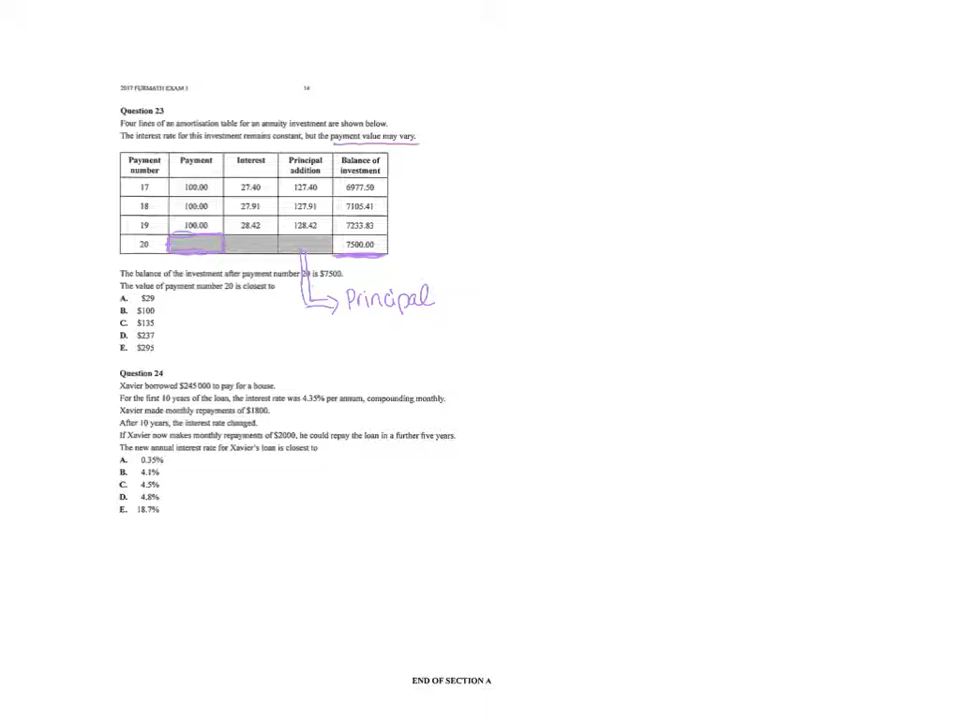 2017 FURMATH EXAM 1 14
Question 23
Four lines of an amortisation table for an annuity investment are shown below.
The interest rate for this investment remains constant, but the payment value may vary.
Payment number Payment Interest Principal addition Balance of investment
17 100.00 27.40 127.40 6977.50
18 100.00 27.91 127.91 7105.41
19 100.00 28.42 128.42 7233.83
20 7500.00
The balance of the investment after payment number 20 is $7500.
The value of payment number 20 is closest to
A. $29
Principal
B. $100
C. $135
D. $237
E. $295
Question 24
Xavier borrowed $245 000 to pay for a house.
For the first 10 years of the loan, the interest rate was 4.35% per annum, compounding monthly.
Xavier made monthly repayments of $1800.
After 10 years, the interest rate changed.
If Xavier now makes monthly repayments of $2000, he could repay the loan in a further five years.
The new annual interest rate for Xavier's loan is closest to
A. 0.35%
B. 4.1%
C. 4.5%
D. 4.8%
E. 18.7%
END OF SECTION A